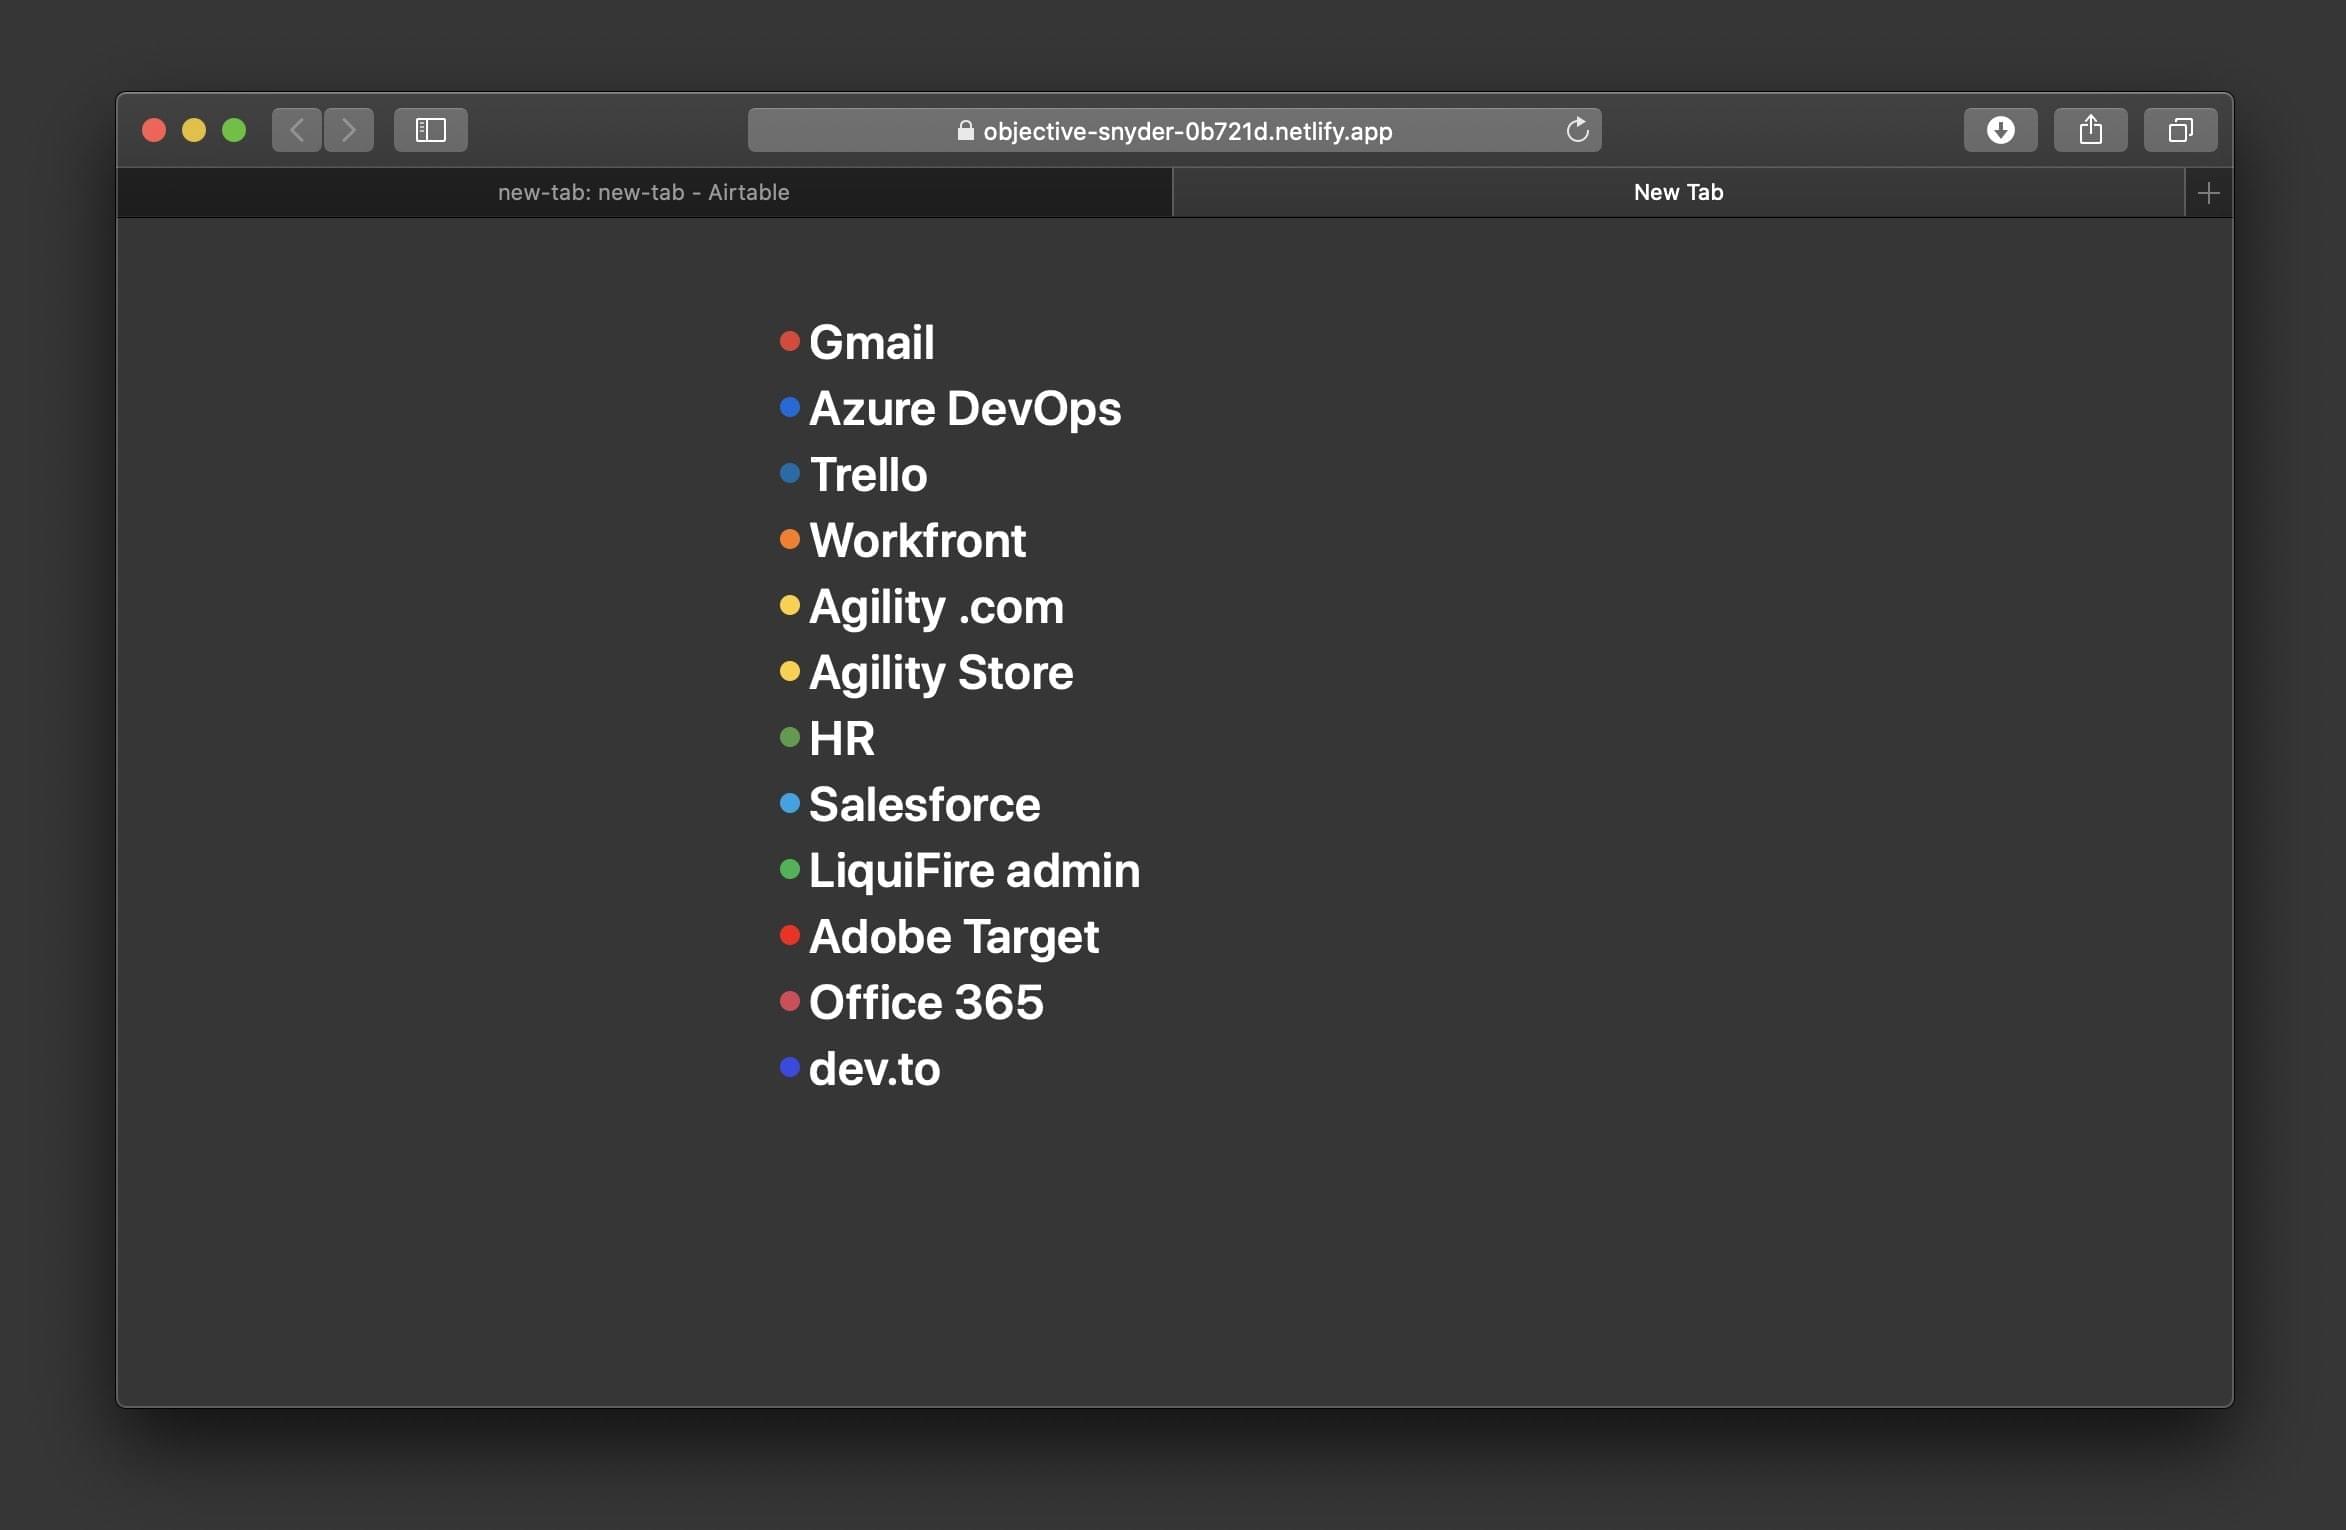 objective-snyder-0b721d.netlify.app
new-tab: new-tab - Airtable
New Tab
Gmail
Azure DevOps
Trello
Workfront
Agility .com
Agility Store
HR
Salesforce
LiquiFire admin
Adobe Target
Office 365
dev.to